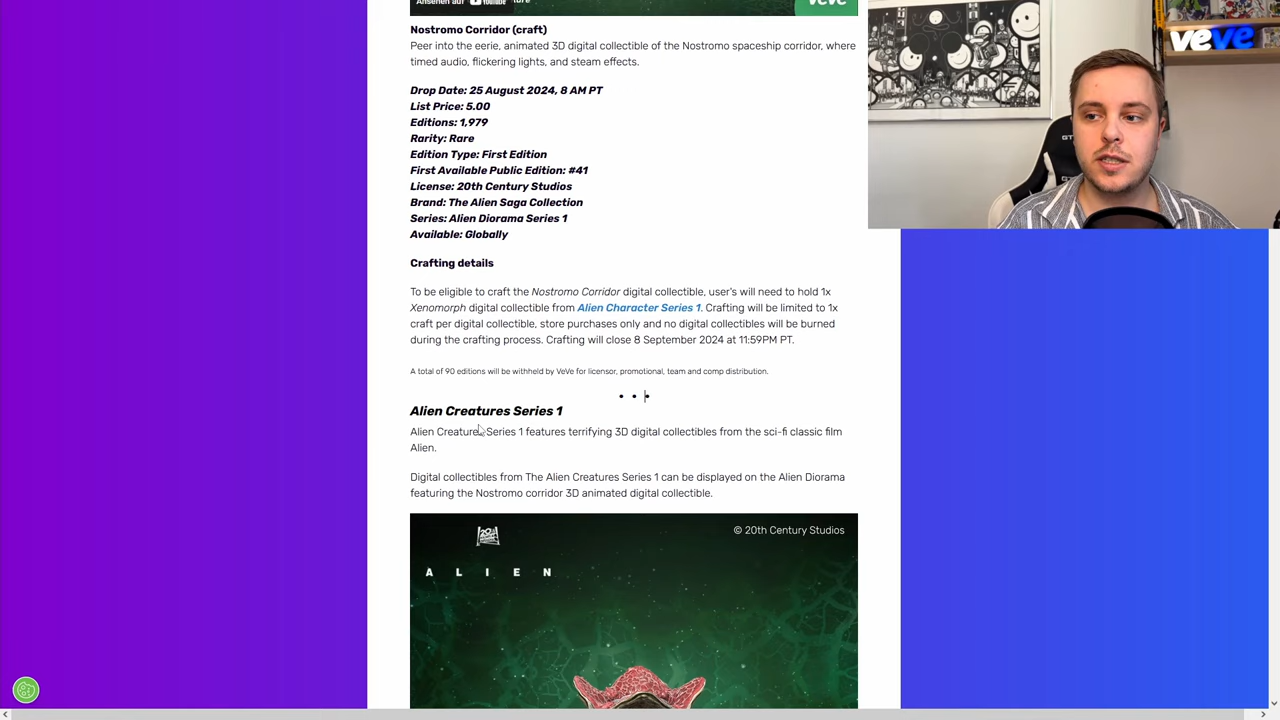 Ansehen auf YouTube
veve
Nostromo Corridor (craft)
Peer into the eerie, animated 3D digital collectible of the Nostromo spaceship corridor, where
timed audio, flickering lights, and steam effects.
Drop Date: 25 August 2024, 8 AM PT
List Price: 5.00
Editions: 1,979
Rarity: Rare
Edition Type: First Edition
First Available Public Edition: #41
License: 20th Century Studios
Brand: The Alien Saga Collection
Series: Alien Diorama Series 1
Available: Globally
Crafting details
To be eligible to craft the Nostromo Corridor digital collectible, user's will need to hold 1x
Xenomorph digital collectible from Alien Character Series 1. Crafting will be limited to 1x
craft per digital collectible, store purchases only and no digital collectibles will be burned
during the crafting process. Crafting will close 8 September 2024 at 11:59PM PT.
A total of 90 editions will be withheld by VeVe for licensor, promotional, team and comp distribution.
• • •
Alien Creatures Series 1
Alien Creatures Series 1 features terrifying 3D digital collectibles from the sci-fi classic film
Alien.
Digital collectibles from The Alien Creatures Series 1 can be displayed on the Alien Diorama
featuring the Nostromo corridor 3D animated digital collectible.
© 20th Century Studios
ALIEN
veve
GT